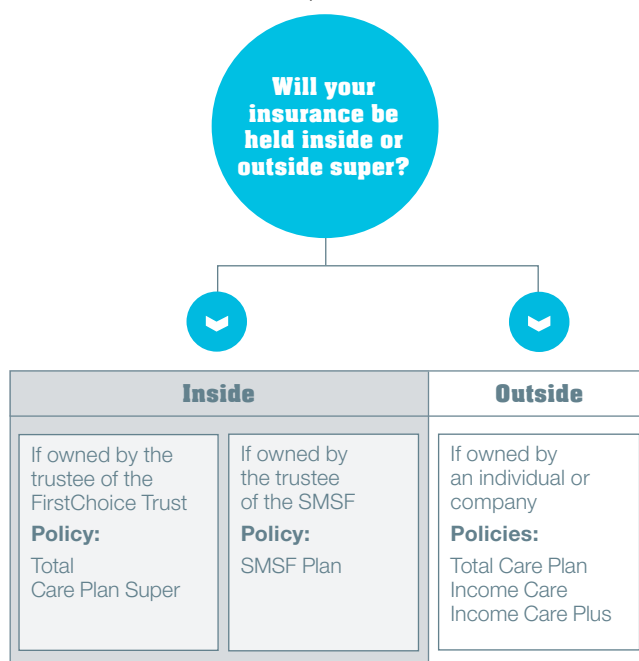 Will your
insurance be
held inside or
outside super?
Inside
Outside
If owned by the
trustee of the
FirstChoice Trust
Policy:
Total
Care Plan Super
If owned by
the trustee
of the SMSF
Policy:
SMSF Plan
If owned by
an individual or
company
Policies:
Total Care Plan
Income Care
Income Care Plus